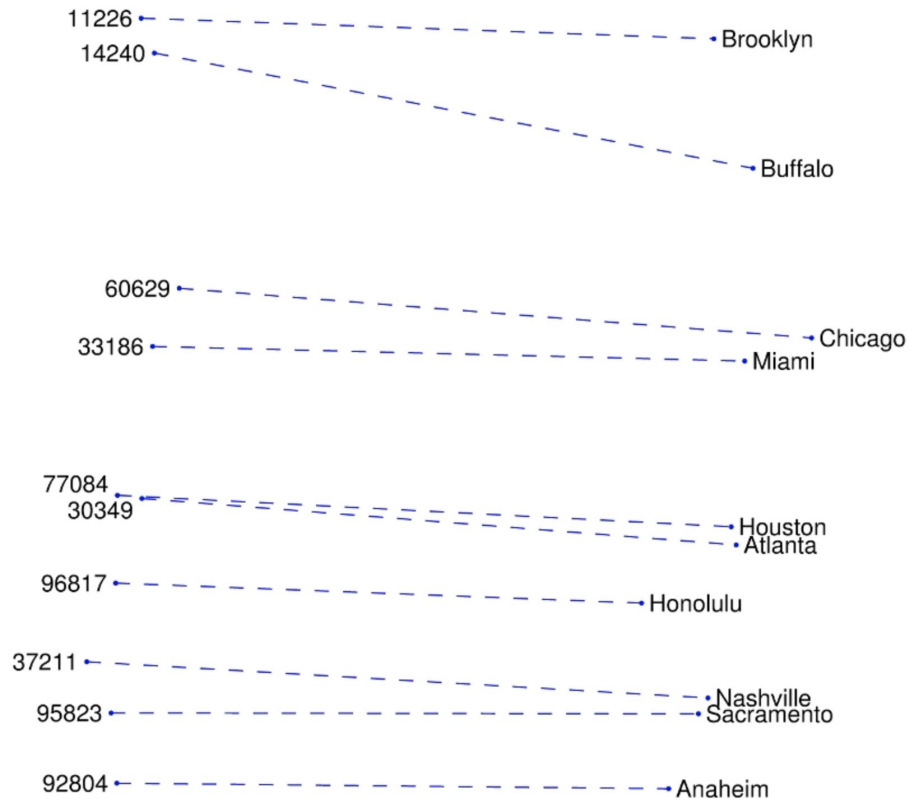 11226 Brooklyn
14240 Buffalo
60629 Chicago
33186 Miami
77084 Houston
30349 Atlanta
96817 Honolulu
37211 Nashville
95823 Sacramento
92804 Anaheim